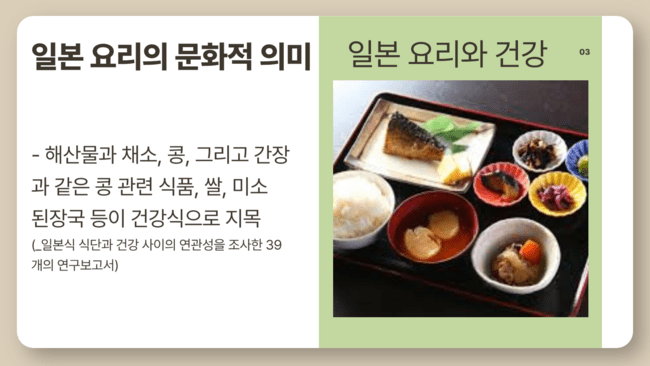 일본 요리의 문화적 의미
- 해산물과 채소, 콩, 그리고 간장
과 같은 콩 관련 식품, 쌀, 미소
된장국 등이 건강식으로 지목
(_일본식 식단과 건강 사이의 연관성을 조사한 39
개의 연구보고서)
일본 요리와 건강
03